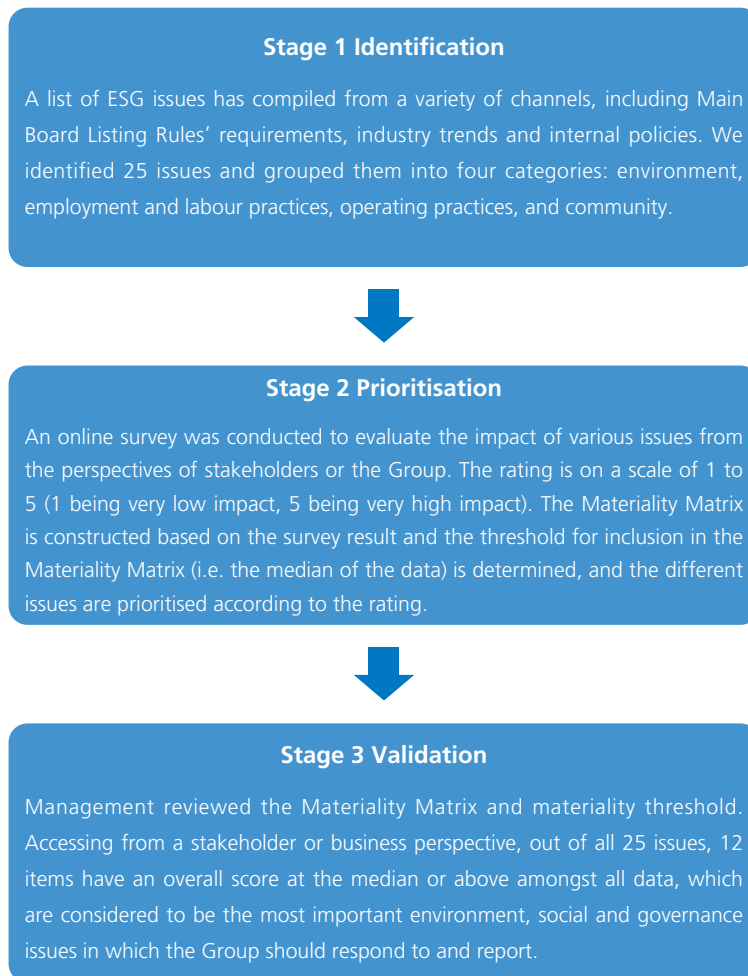 Stage 1 Identification
A list of ESG issues has compiled from a variety of channels, including Main
Board Listing Rules’ requirements, industry trends and internal policies. We
identified 25 issues and grouped them into four categories: environment,
employment and labour practices, operating practices, and community.
Stage 2 Prioritisation
An online survey was conducted to evaluate the impact of various issues from
the perspectives of stakeholders or the Group. The rating is on a scale of 1 to
5 (1 being very low impact, 5 being very high impact). The Materiality Matrix
is constructed based on the survey result and the threshold for inclusion in the
Materiality Matrix (i.e. the median of the data) is determined, and the different
issues are prioritised according to the rating.
Stage 3 Validation
Management reviewed the Materiality Matrix and materiality threshold.
Accessing from a stakeholder or business perspective, out of all 25 issues, 12
items have an overall score at the median or above amongst all data, which
are considered to be the most important environment, social and governance
issues in which the Group should respond to and report.